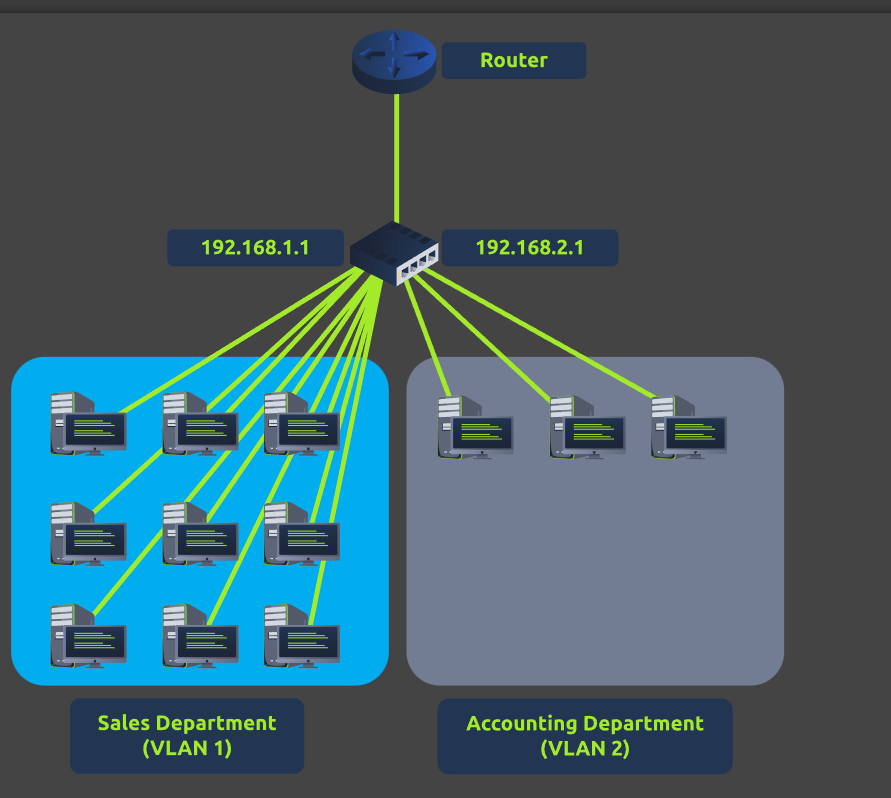 Router
192.168.1.1
192.168.2.1
Sales Department
(VLAN 1)
Accounting Department
(VLAN 2)